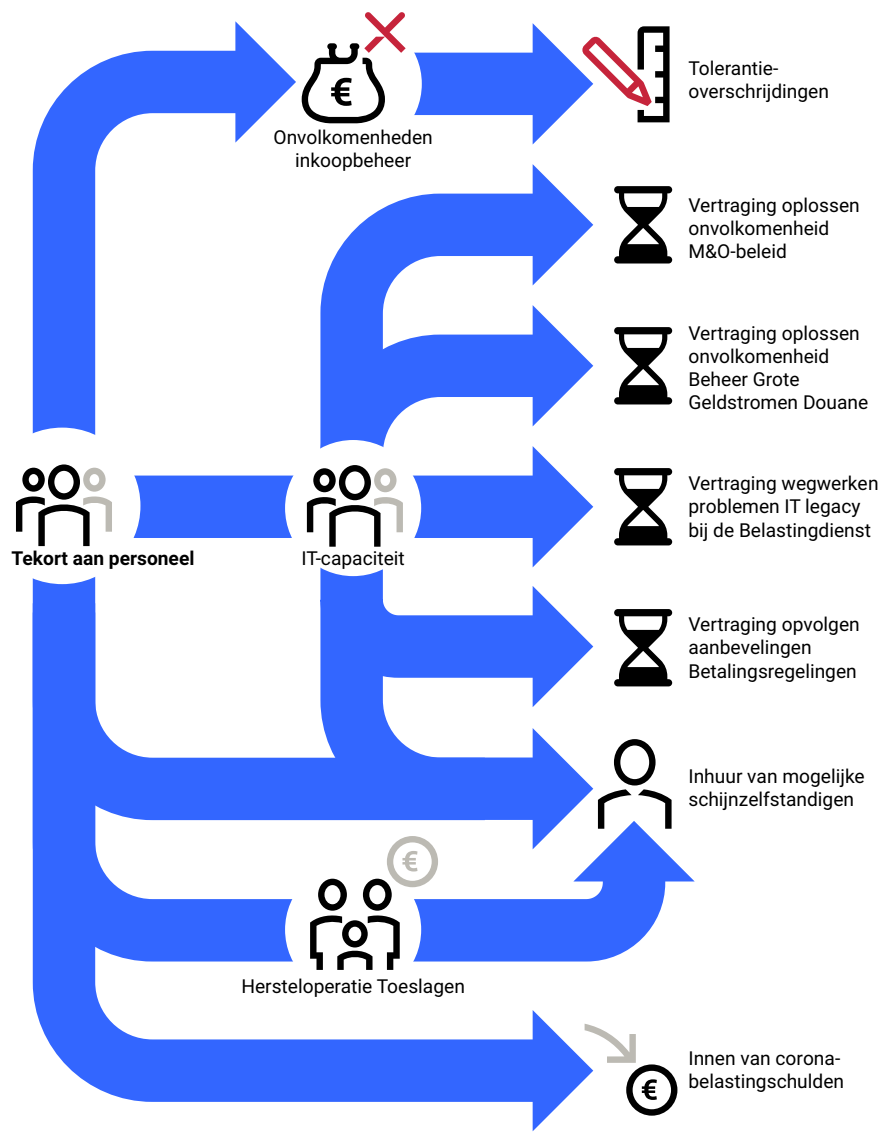 €
Onvolkomenheden
inkoopbeheer
Tolerantie-
overschrijdingen
Vertraging oplossen
onvolkomenheid
M&O-beleid
Vertraging oplossen
onvolkomenheid
Beheer Grote
Geldstromen Douane
Tekort aan personeel
IT-capaciteit
Vertraging wegwerken
problemen IT legacy
bij de Belastingdienst
Vertraging opvolgen
aanbevelingen
Betalingsregelingen
Inhuur van mogelijke
schijnzelfstandigen
€
Hersteloperatie Toeslagen
Innen van corona-
belastingschulden
€